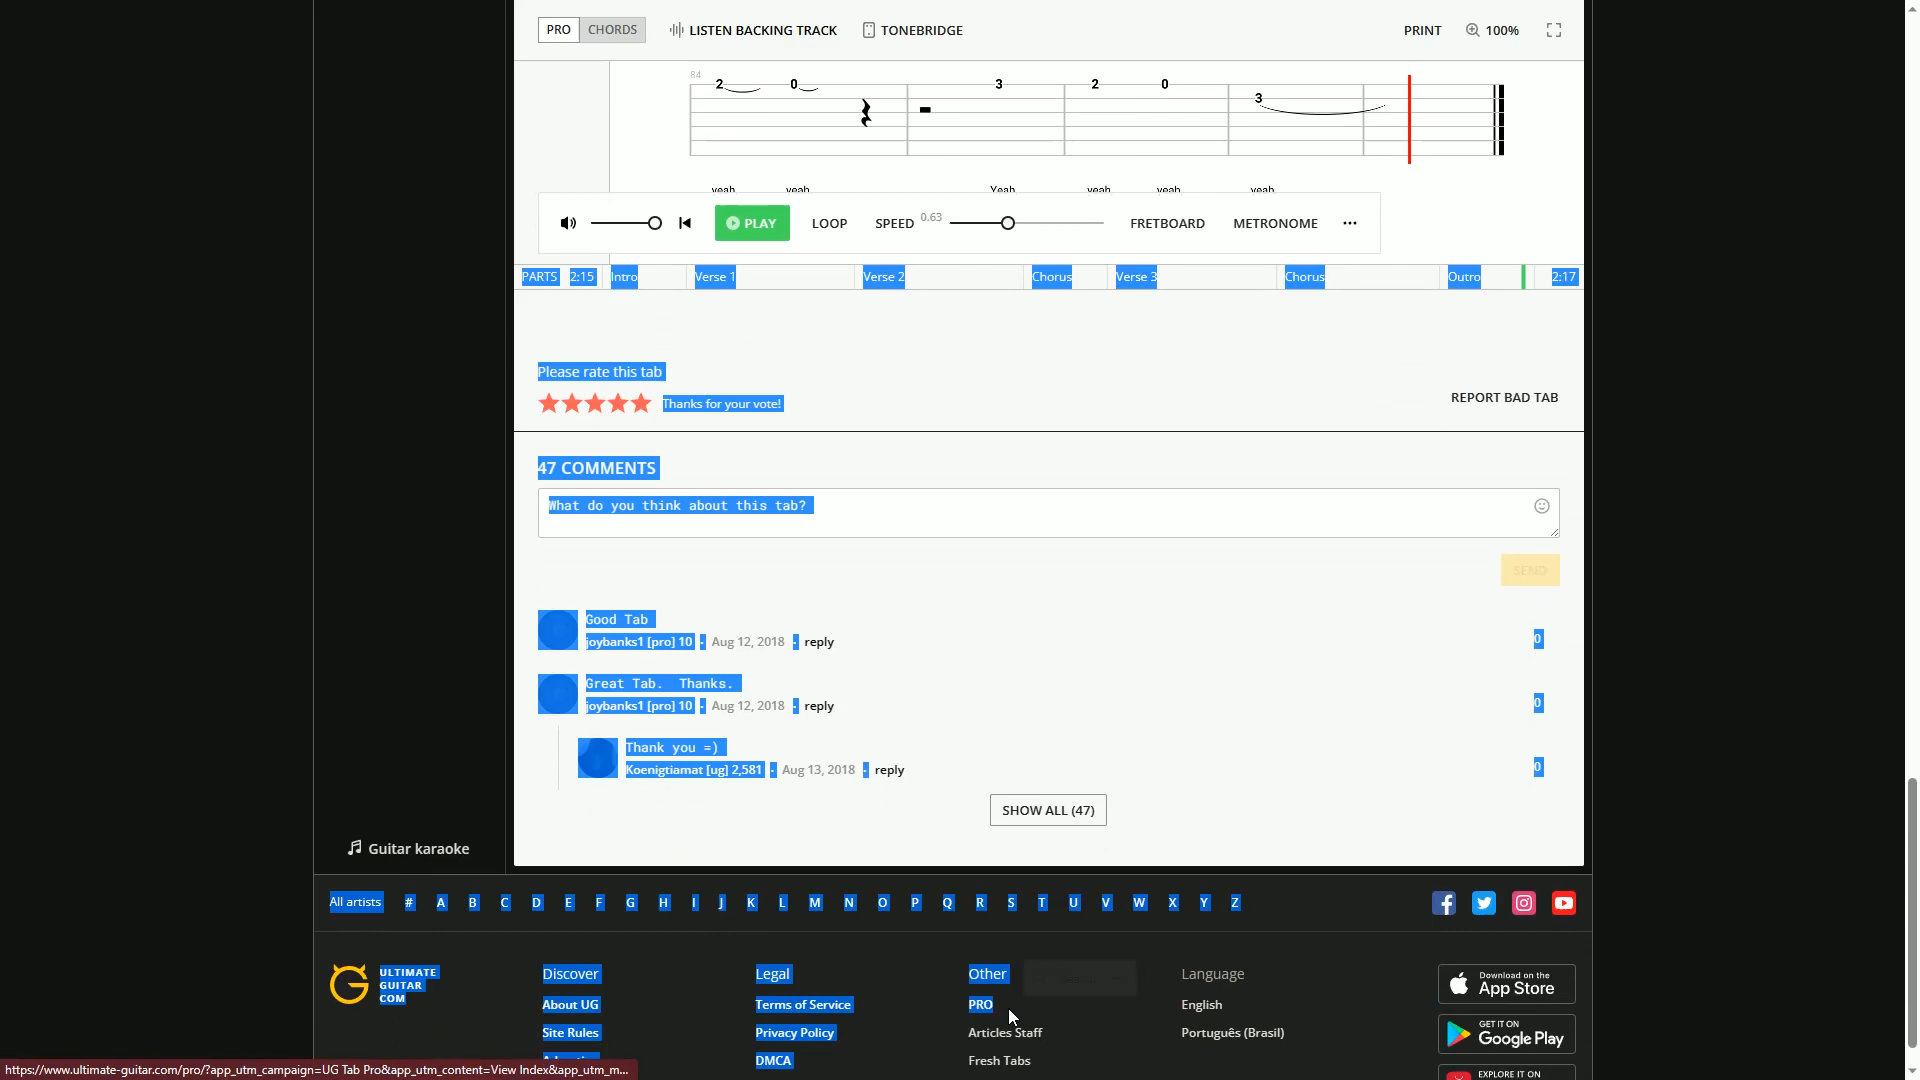 PRO CHORDS LISTEN BACKING TRACK TONEBRIDGE PRINT 100%
84
2 0 3 2 0 3
yeah yeah Yeah yeah yeah yeah
PLAY LOOP SPEED 0.63 FRETBOARD METRONOME
PARTS 2:15 Intro Verse 1 Verse 2 Chorus Verse 3 Chorus Outro 2:17
Please rate this tab
Thanks for your vote! REPORT BAD TAB
47 COMMENTS
What do you think about this tab?
SEND
Good Tab
joybanks1 [pro] 10 · Aug 12, 2018 · reply 0
Great Tab. Thanks.
joybanks1 [pro] 10 · Aug 12, 2018 · reply 0
Thank you =)
Koenigtiamat [ug] 2,581 · Aug 13, 2018 · reply 0
SHOW ALL (47)
Guitar karaoke
All artists # A B C D E F G H I J K L M N O P Q R S T U V W X Y Z
ULTIMATE
GUITAR
COM
Discover
About UG
Site Rules
Legal
Terms of Service
Privacy Policy
DMCA
Other
PRO
Articles Staff
Fresh Tabs
Language
English
Português (Brasil)
Download on the
App Store
GET IT ON
Google Play
EXPLORE IT ON
https://www.ultimate-guitar.com/pro/?app_utm_campaign=UG Tab Pro&app_utm_content=View Index&app_utm_m...